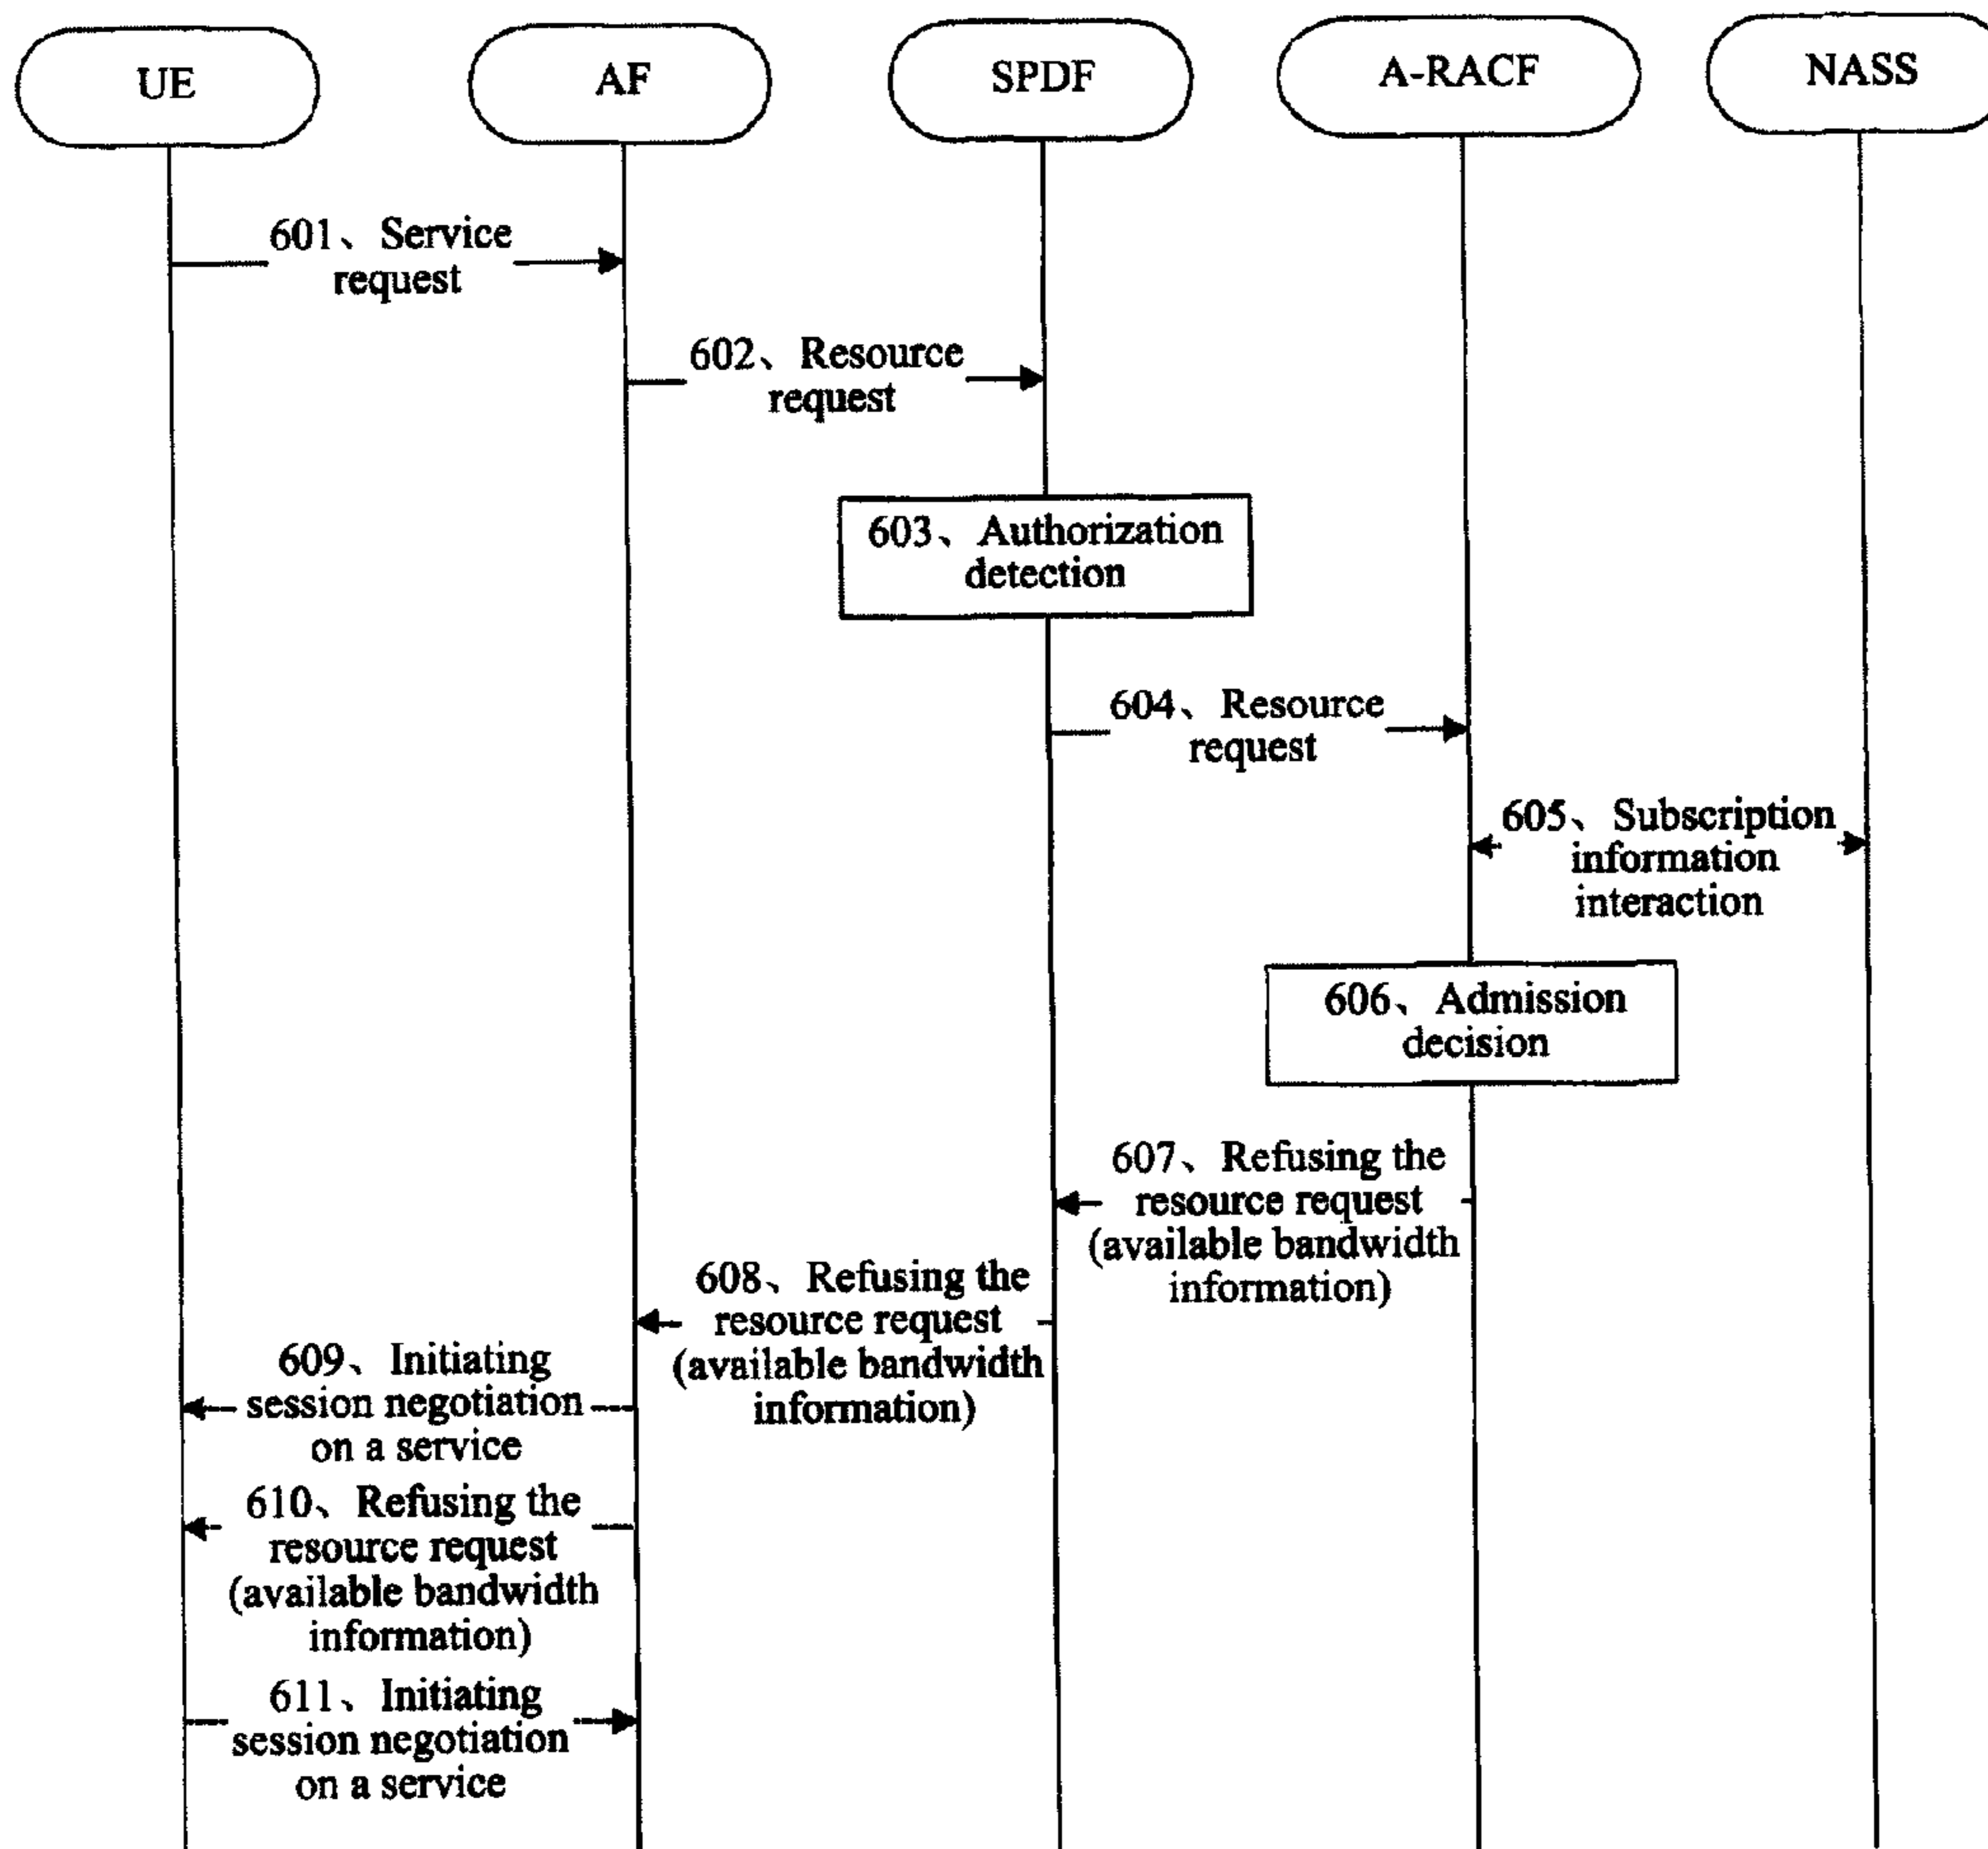 UE
AF
SPDF
A-RACF
NASS
601、Service
request
602、Resource
request
603、Authorization
detection
604、Resource
request
605、Subscription
information
interaction
606、Admission
decision
607、Refusing the
resource request
(available bandwidth
information)
608、Refusing the
resource request
(available bandwidth
information)
609、Initiating
session negotiation
on a service
610、Refusing the
resource request
(available bandwidth
information)
611、Initiating
session negotiation
on a service